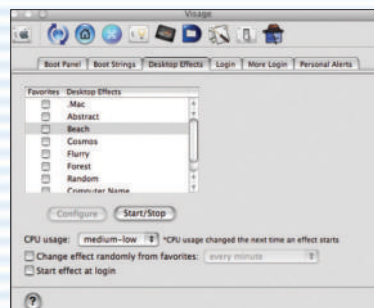 Visage
Boot Panel Boot Strings Desktop Effects Login More Login Personal Alerts
Favorites Desktop Effects
.Mac
Abstract
Beach
Cosmos
Flurry
Forest
Random
Computer Name
Configure Start/Stop
CPU usage: medium-low *CPU usage changed the next time an effect starts
Change effect randomly from favorites: every minute
Start effect at login
?